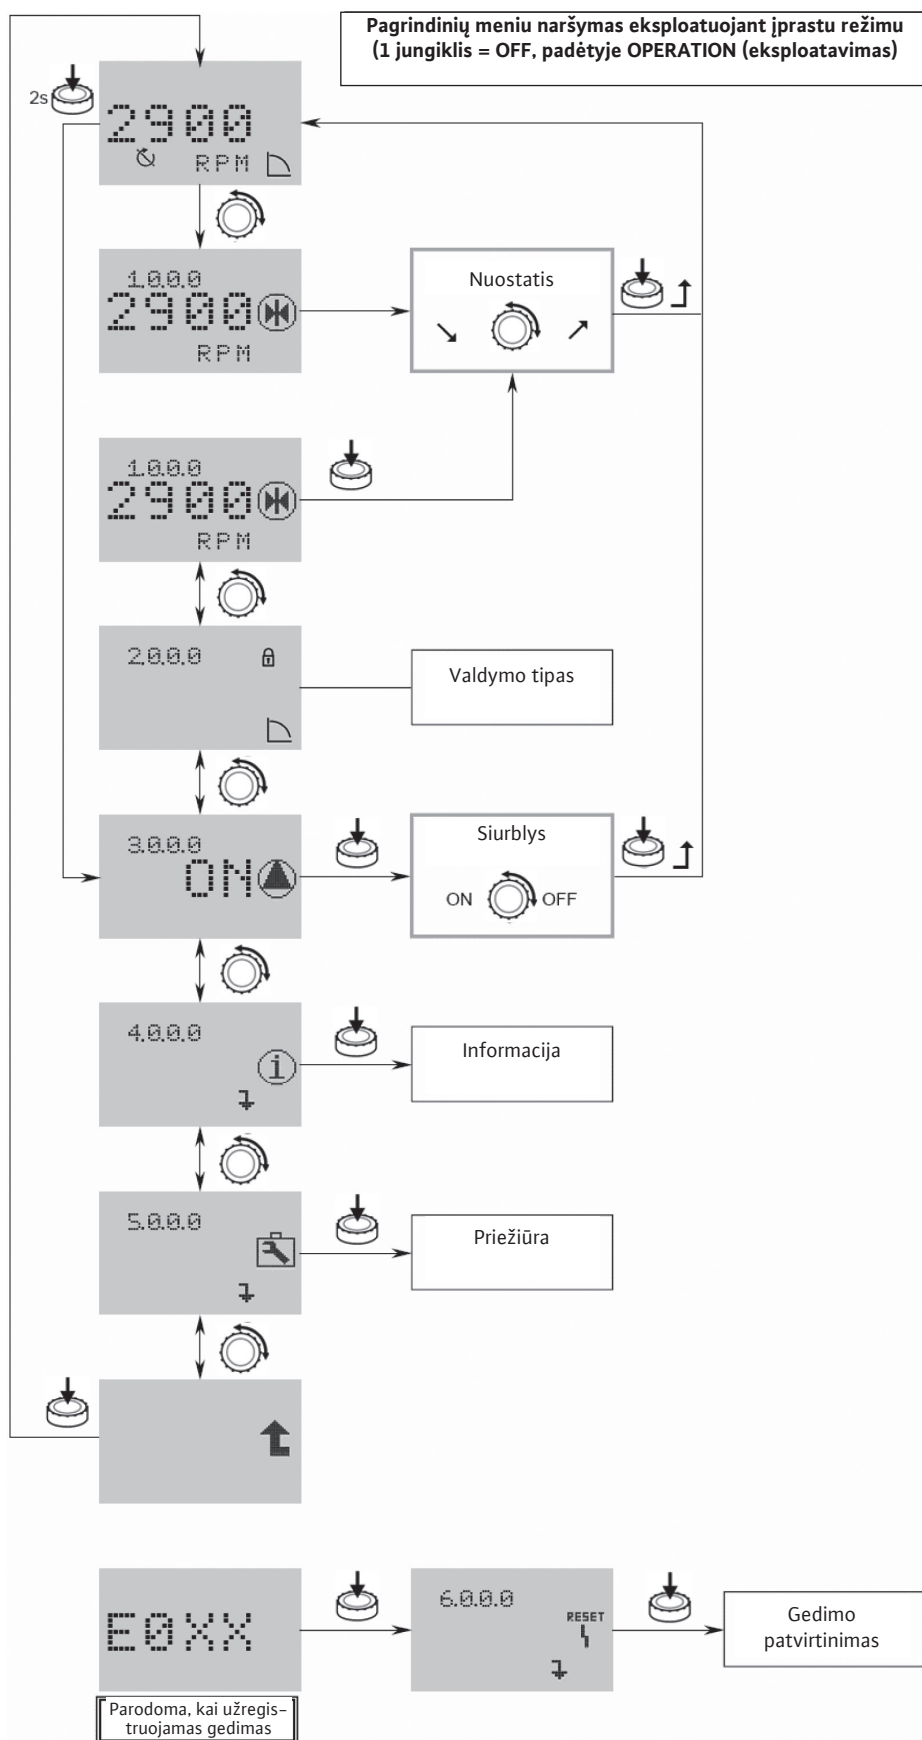 Pagrindinių meniu naršymas eksploatuojant įprastu režimu
(1 jungiklis = OFF, padėtyje OPERATION (eksploatavimas)
2s
2900
RPM
1.0.0.0
2900
RPM
Nuostatis
1.0.0.0
2900
RPM
2.0.0.0
Valdymo tipas
3.0.0.0
ON
Siurblys
ON OFF
4.0.0.0
i
Informacija
5.0.0.0
Priežiūra
E0XX
6.0.0.0
RESET
Gedimo
patvirtinimas
Parodoma, kai užregis-
truojamas gedimas